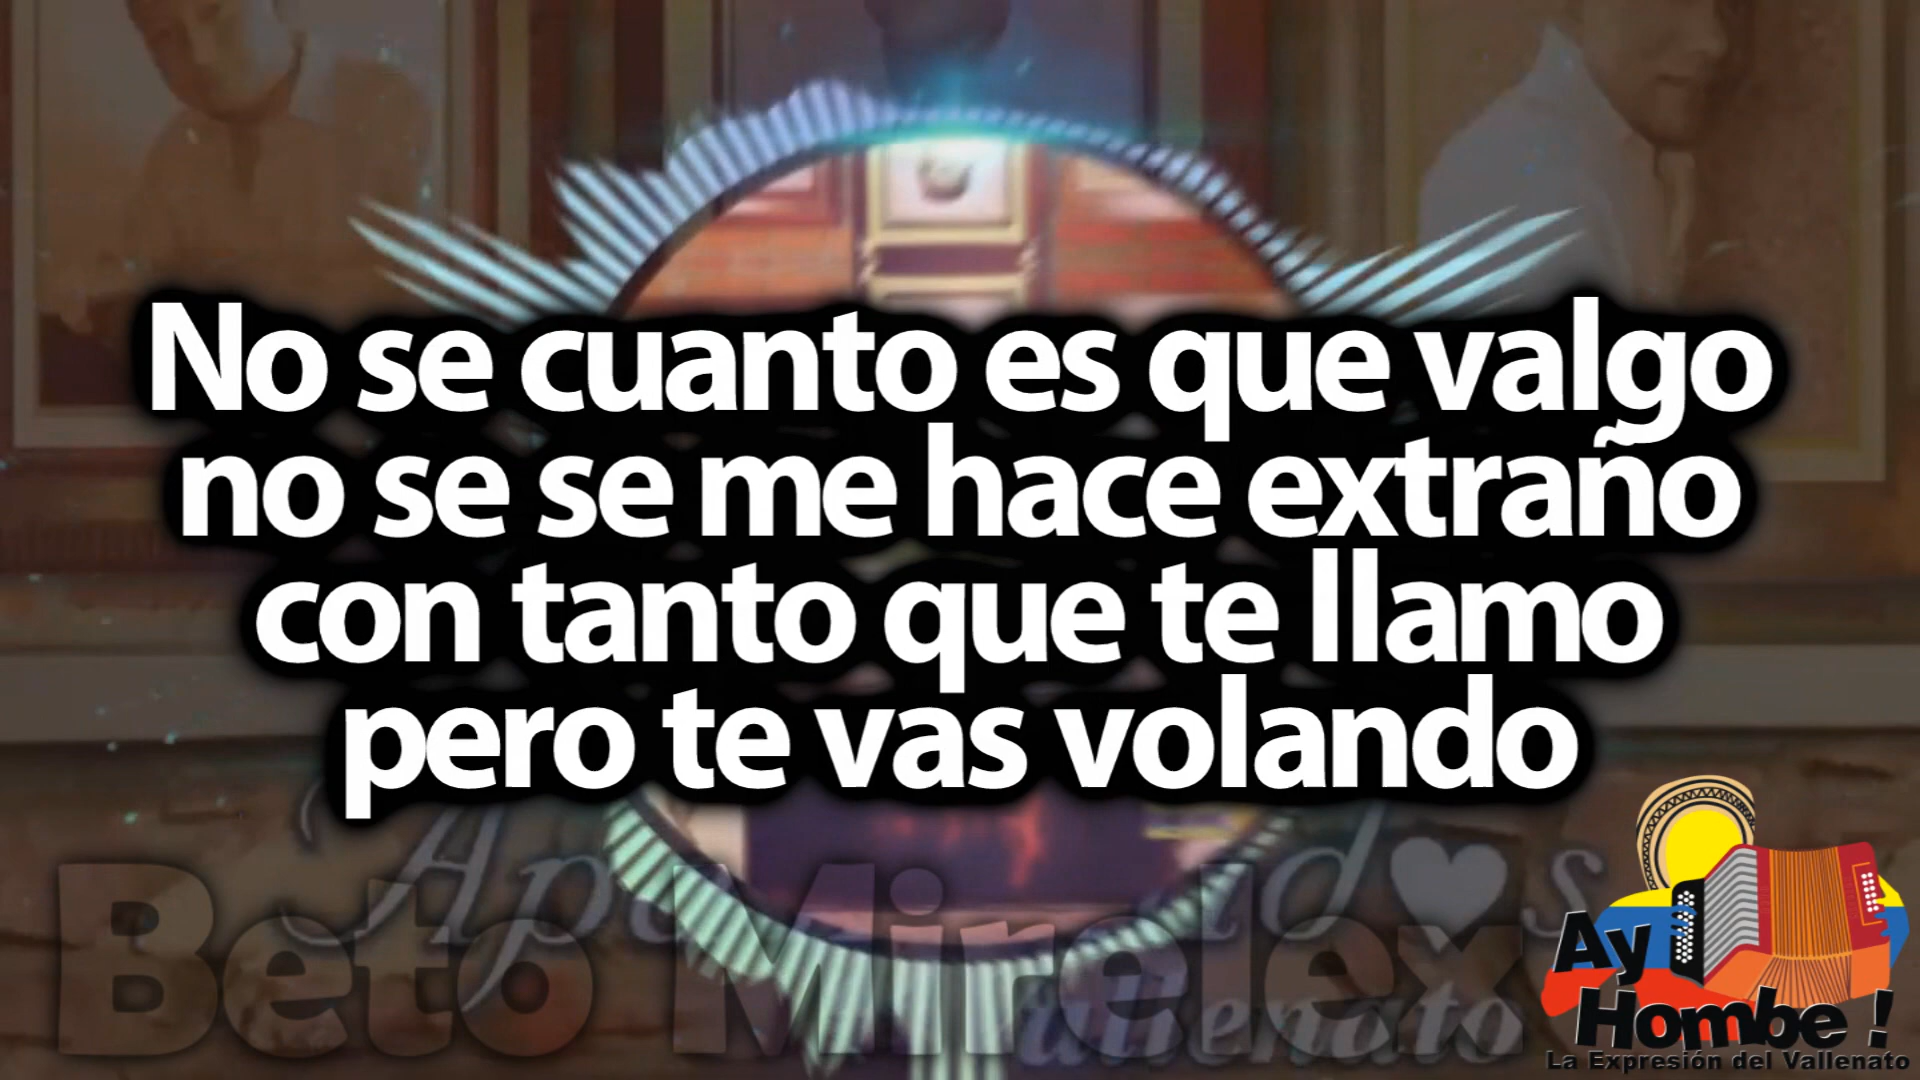 No se cuanto es que valgo
no se se me hace extraño
con tanto que te llamo
pero te vas volando
Beto Mirelex
Vallenato
Ay
Hombe !
La Expresión del Vallenato